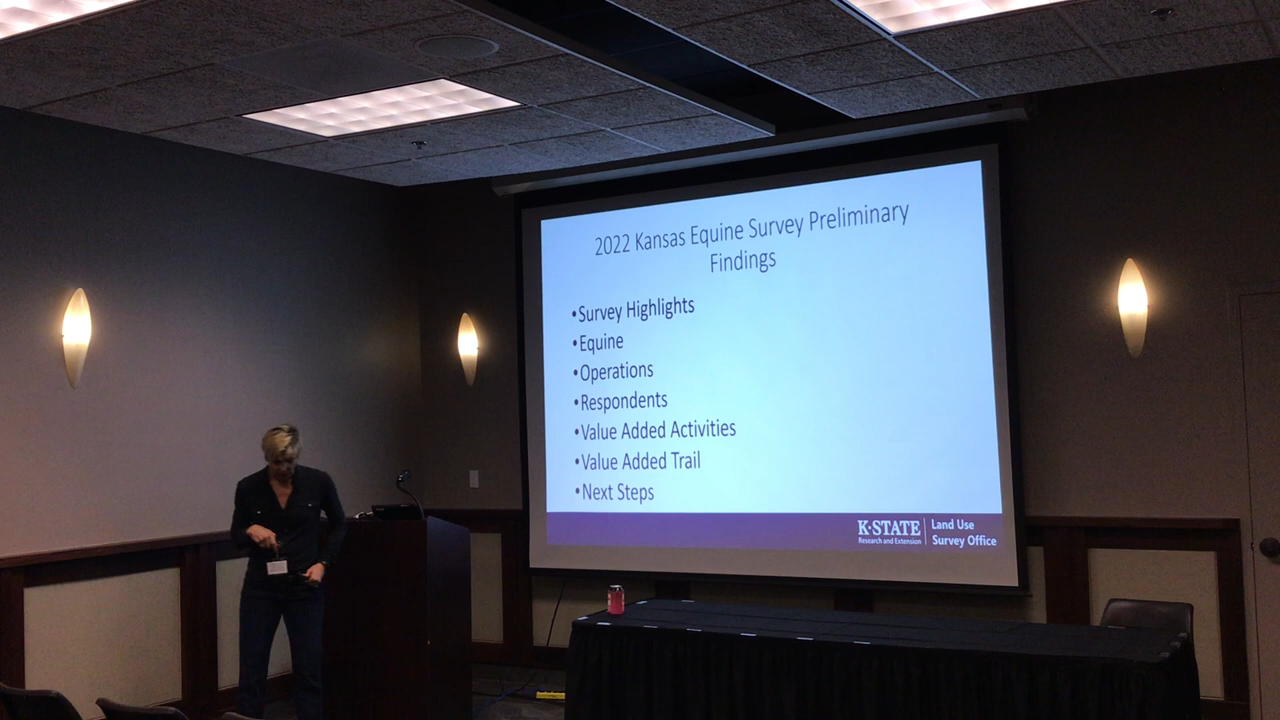 2022 Kansas Equine Survey Preliminary
Findings
•Survey Highlights
•Equine
•Operations
•Respondents
•Value Added Activities
•Value Added Trail
•Next Steps
K-STATE
Research and Extension
Land Use
Survey Office